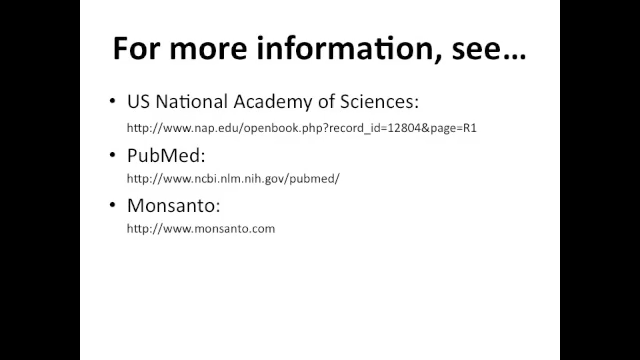 For more information, see…
• US National Academy of Sciences:
http://www.nap.edu/openbook.php?record_id=12804&page=R1
• PubMed:
http://www.ncbi.nlm.nih.gov/pubmed/
• Monsanto:
http://www.monsanto.com